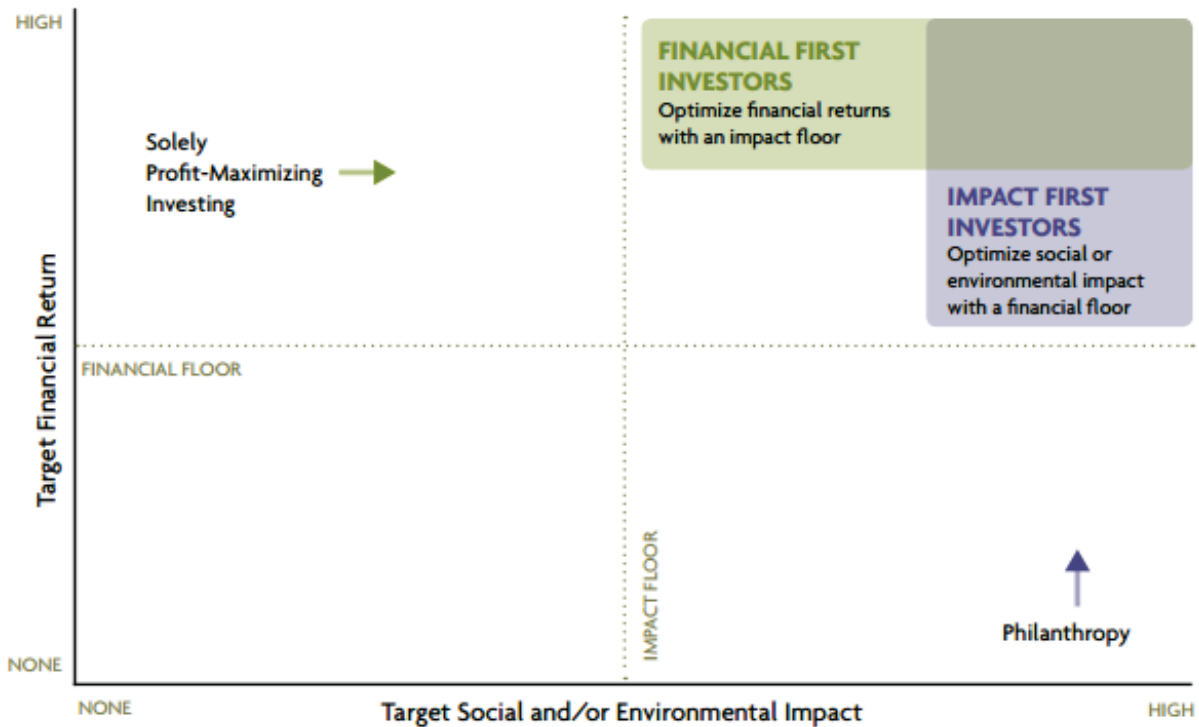 HIGH
FINANCIAL FIRST
INVESTORS
Optimize financial returns
with an impact floor
Solely
Profit-Maximizing
Investing
IMPACT FIRST
INVESTORS
Optimize social or
environmental impact
with a financial floor
Target Financial Return
FINANCIAL FLOOR
IMPACT FLOOR
Philanthropy
NONE
NONE
Target Social and/or Environmental Impact
HIGH